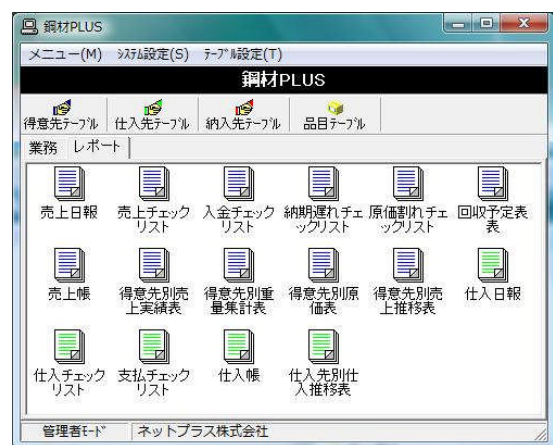 鋼材PLUS
メニュー(M) ｼｽﾃﾑ設定(S) ﾃｰﾌﾞﾙ設定(T)
鋼材PLUS
得意先ﾃｰﾌﾞﾙ 仕入先ﾃｰﾌﾞﾙ 納入先ﾃｰﾌﾞﾙ 品目ﾃｰﾌﾞﾙ
業務 レポート
売上日報 売上チェック 入金チェック 納期遅れチェ 原価割れチェ 回収予定表
リスト リスト ックリスト ックリスト 表
売上帳 得意先別売 得意先別重 得意先別原 得意先別売 仕入日報
上実績表 量集計表 価表 上推移表
仕入チェック 支払チェック 仕入帳 仕入先別仕
リスト リスト 入推移表
管理者ﾓｰﾄﾞ ネットプラス株式会社